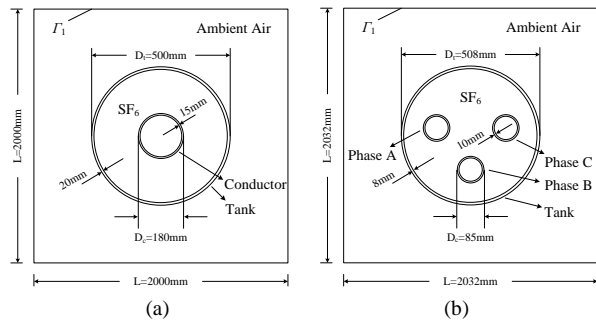 Γ1
Ambient Air
Dt=500mm
SF6
15mm
L=2000mm
20mm
Conductor
Tank
Dc=180mm
L=2000mm
(a)
Γ1
Ambient Air
Dt=508mm
SF6
10mm
L=2032mm
Phase A
Phase C
8mm
Phase B
Tank
Dc=85mm
L=2032mm
(b)